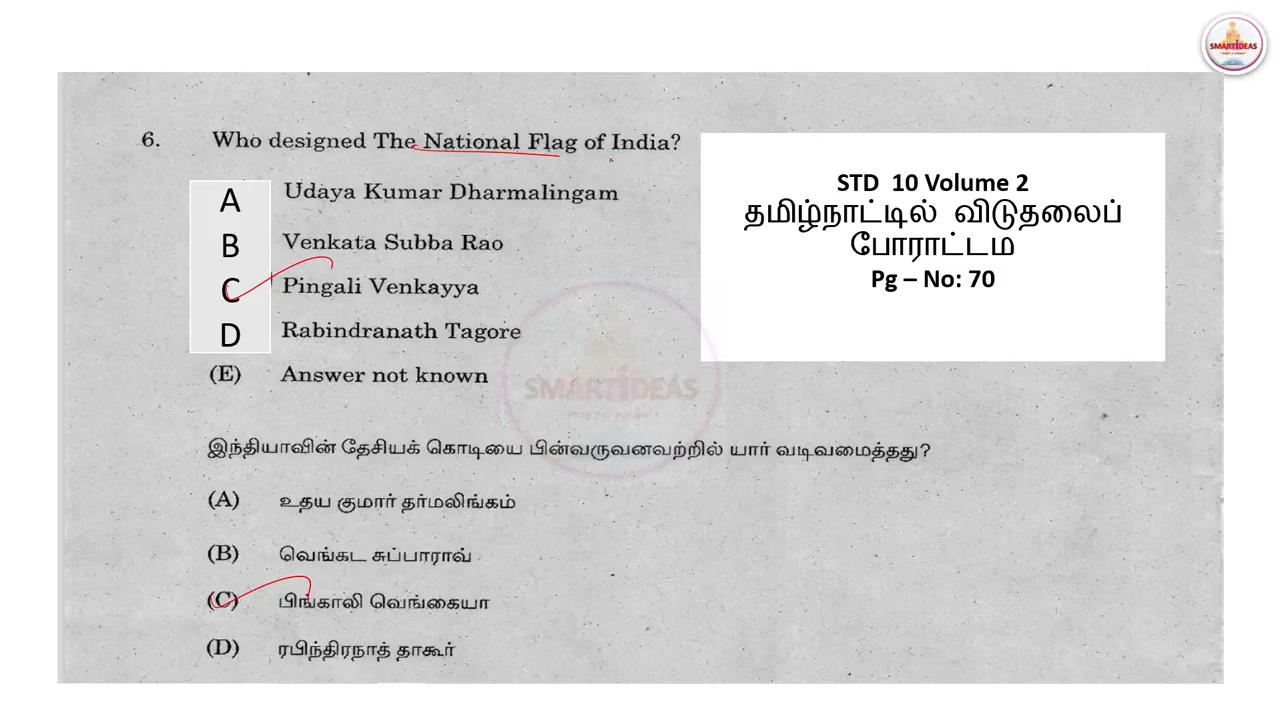 SMARTIDEAS
6. Who designed The National Flag of India?
A Udaya Kumar Dharmalingam
B Venkata Subba Rao
C Pingali Venkayya
D Rabindranath Tagore
(E) Answer not known
STD 10 Volume 2
தமிழ்நாட்டில் விடுதலைப்
போராட்டம
Pg – No: 70
SMARTIDEAS
இந்தியாவின் தேசியக் கொடியை பின்வருவனவற்றில் யார் வடிவமைத்தது?
(A) உதய குமார் தர்மலிங்கம்
(B) வெங்கட சுப்பாராவ்
(C) பிங்காலி வெங்கையா
(D) ரபிந்திரநாத் தாகூர்